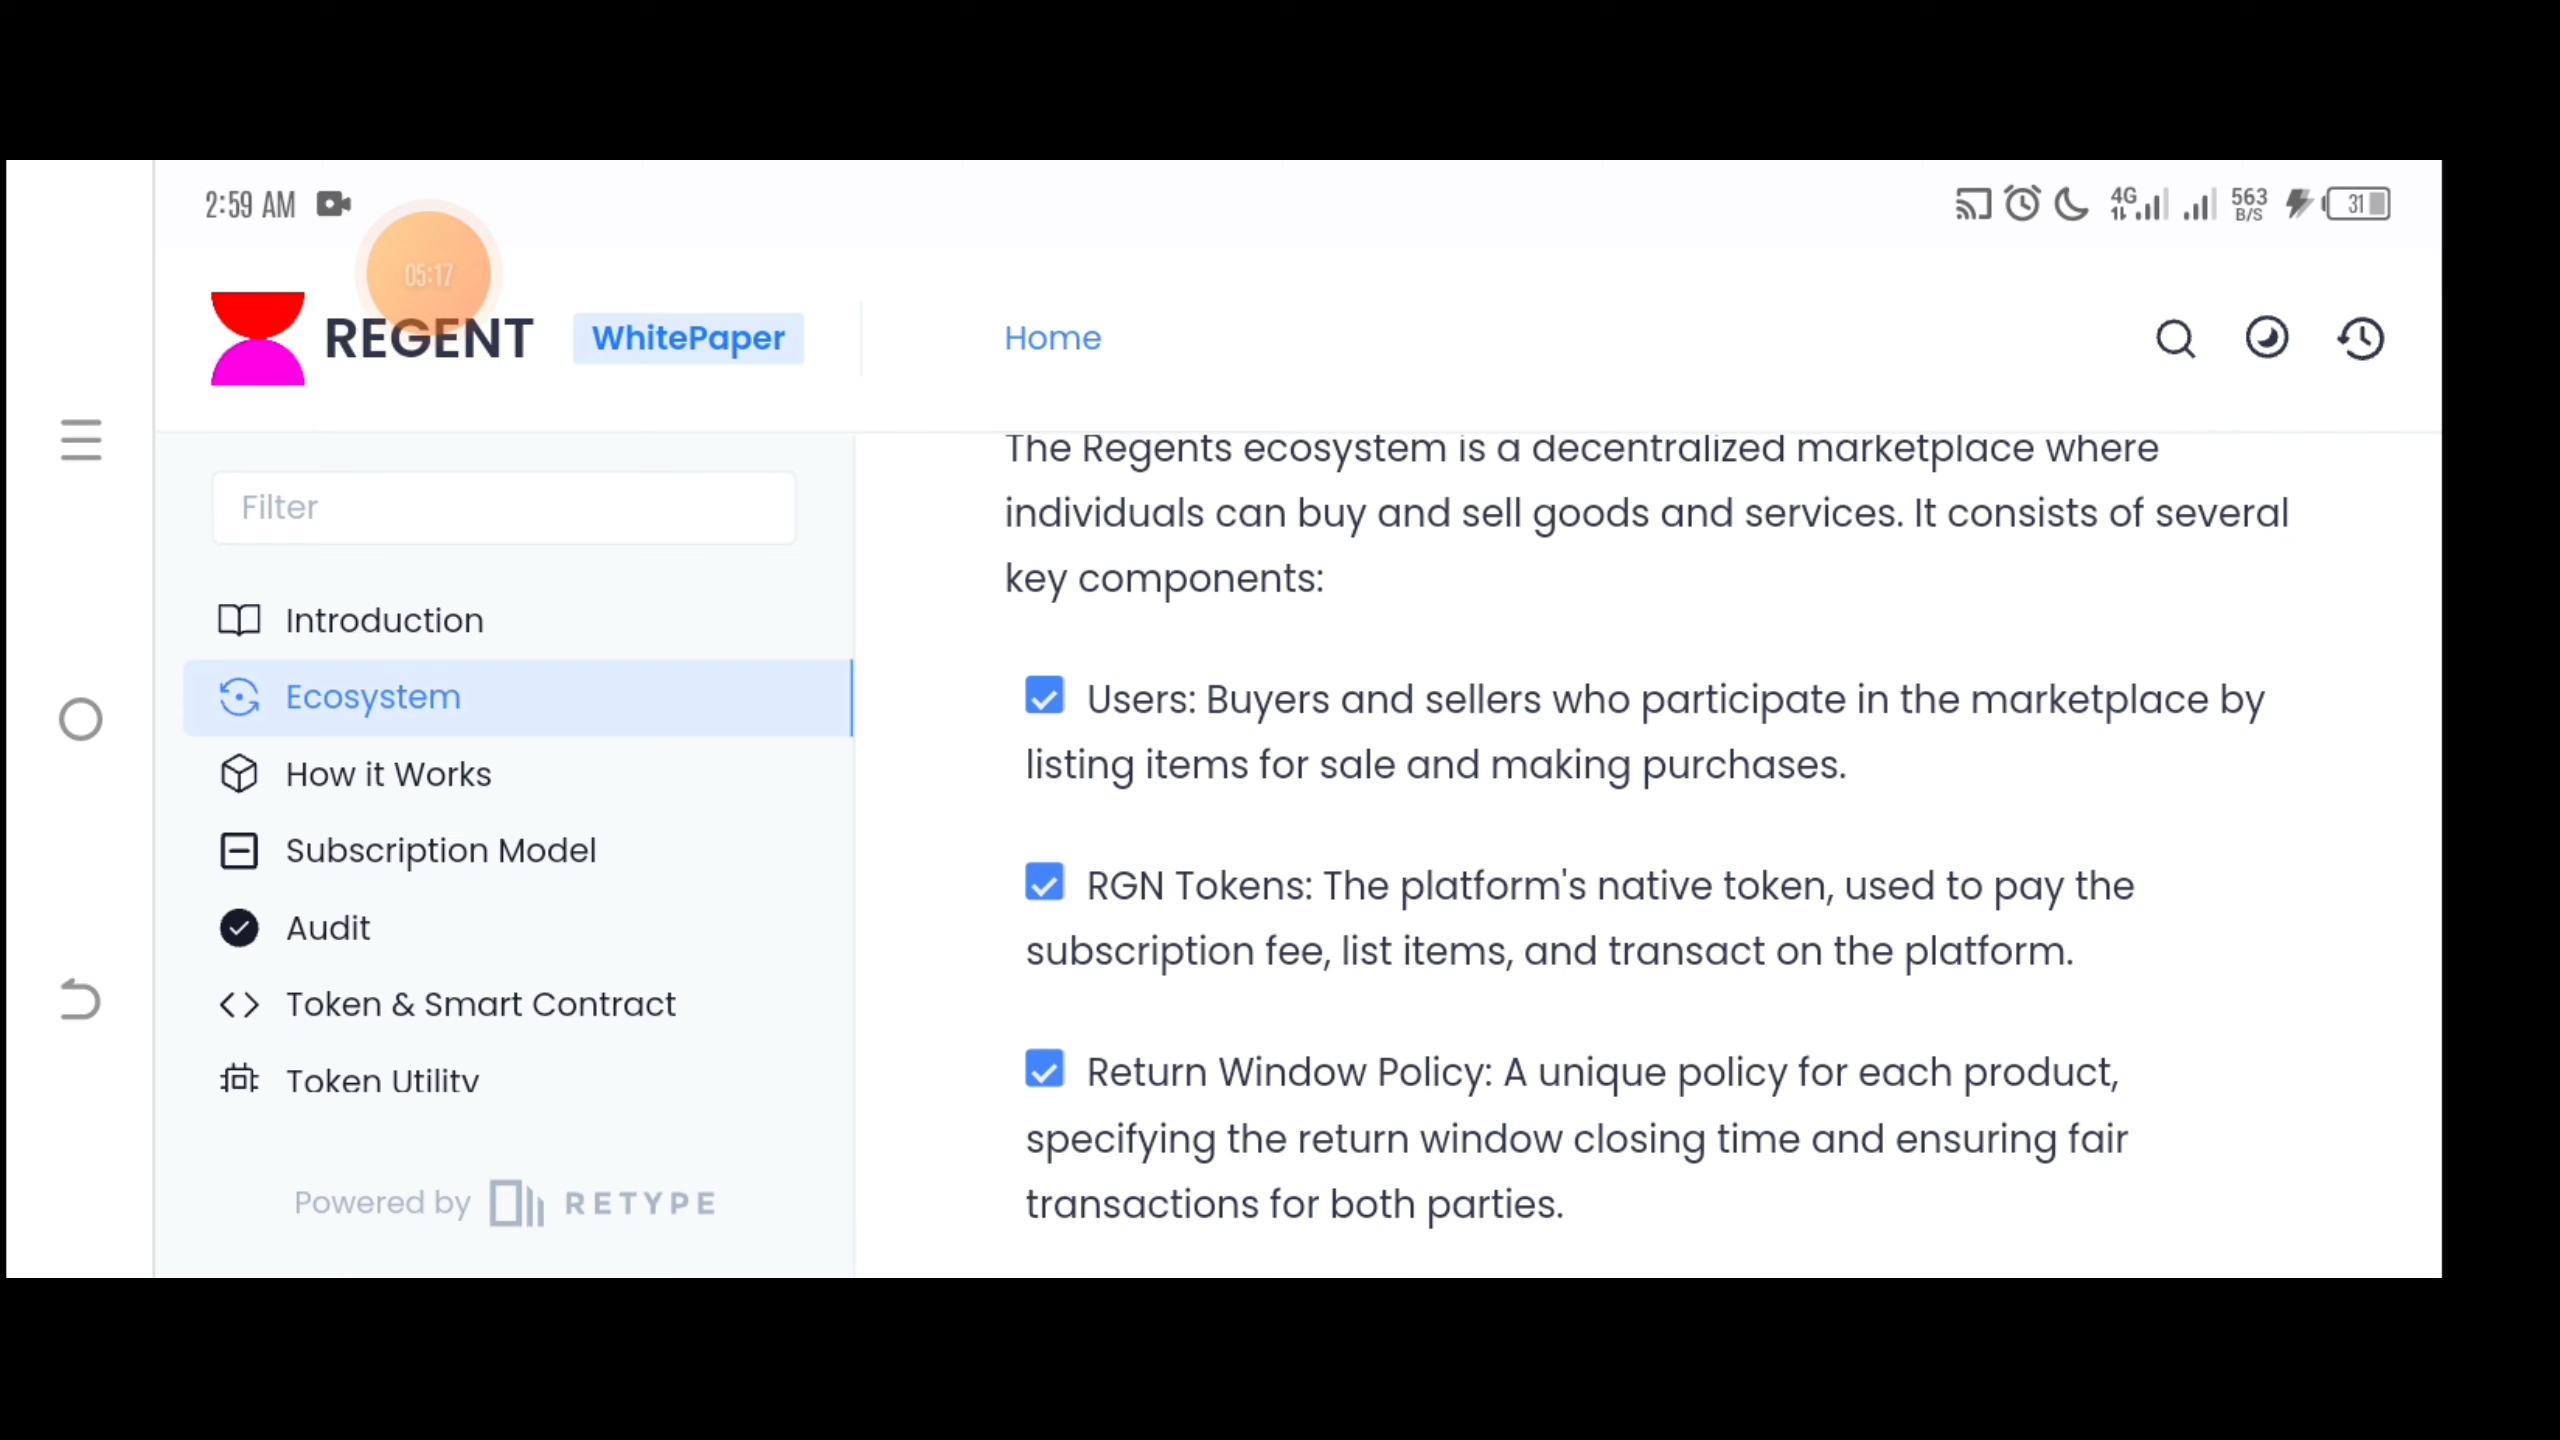 2:59 AM
4G
563
B/S
31
05:17
REGENT
WhitePaper
Home
Filter
Introduction
Ecosystem
How it Works
Subscription Model
Audit
Token & Smart Contract
Token Utility
Powered by RETYPE
The Regents ecosystem is a decentralized marketplace where
individuals can buy and sell goods and services. It consists of several
key components:
Users: Buyers and sellers who participate in the marketplace by
listing items for sale and making purchases.
RGN Tokens: The platform's native token, used to pay the
subscription fee, list items, and transact on the platform.
Return Window Policy: A unique policy for each product,
specifying the return window closing time and ensuring fair
transactions for both parties.